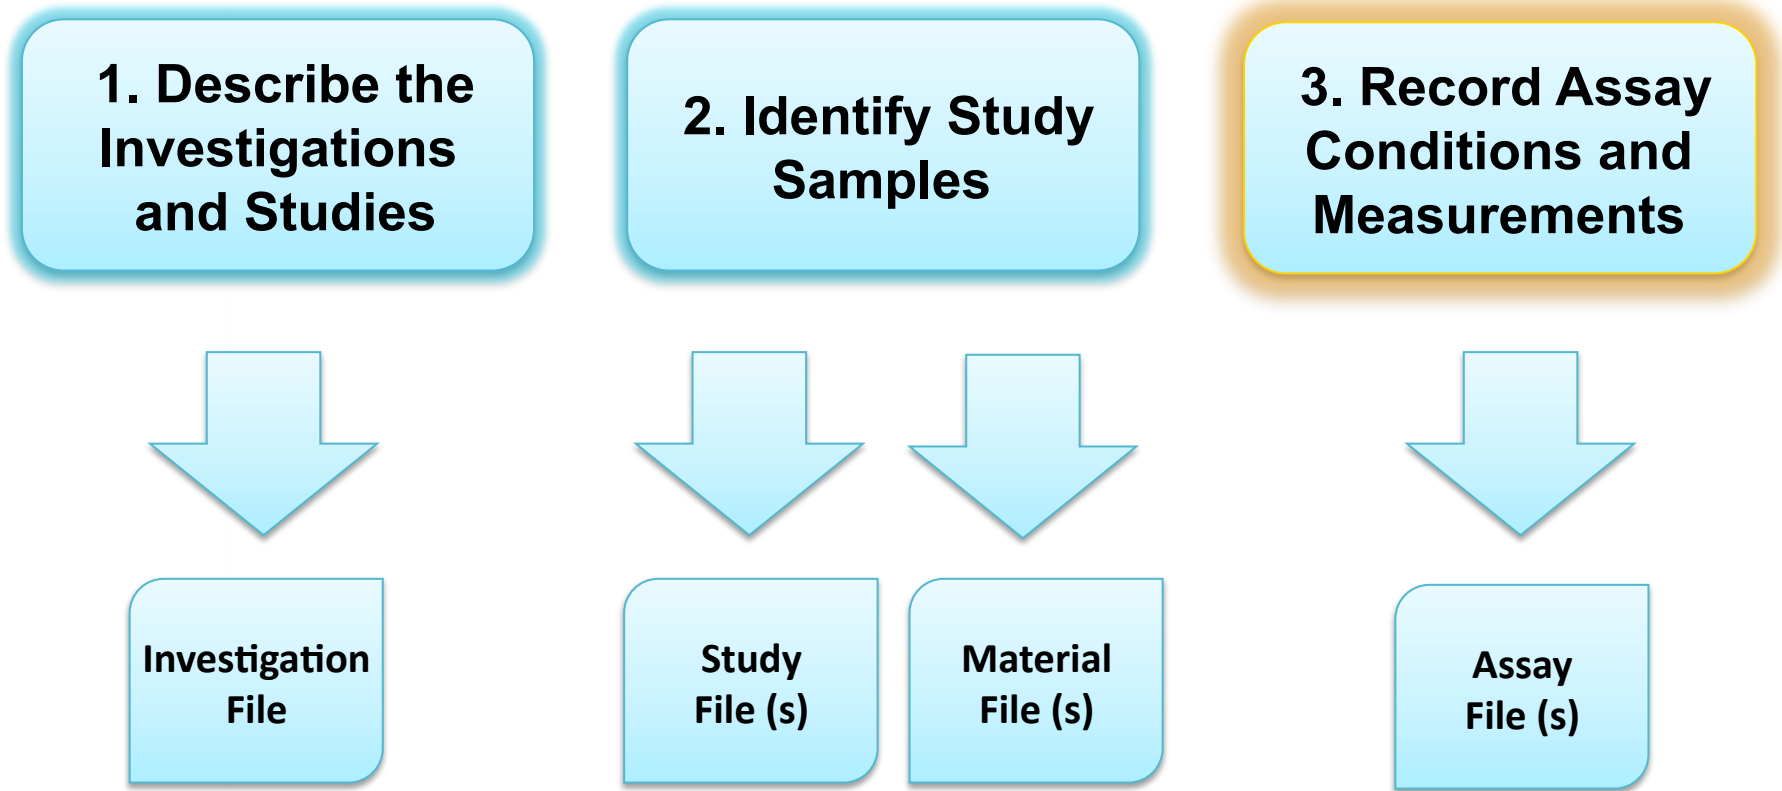 1. Describe the
Investigations
and Studies
2. Identify Study
Samples
3. Record Assay
Conditions and
Measurements
Investigation
File
Study
File (s)
Material
File (s)
Assay
File (s)